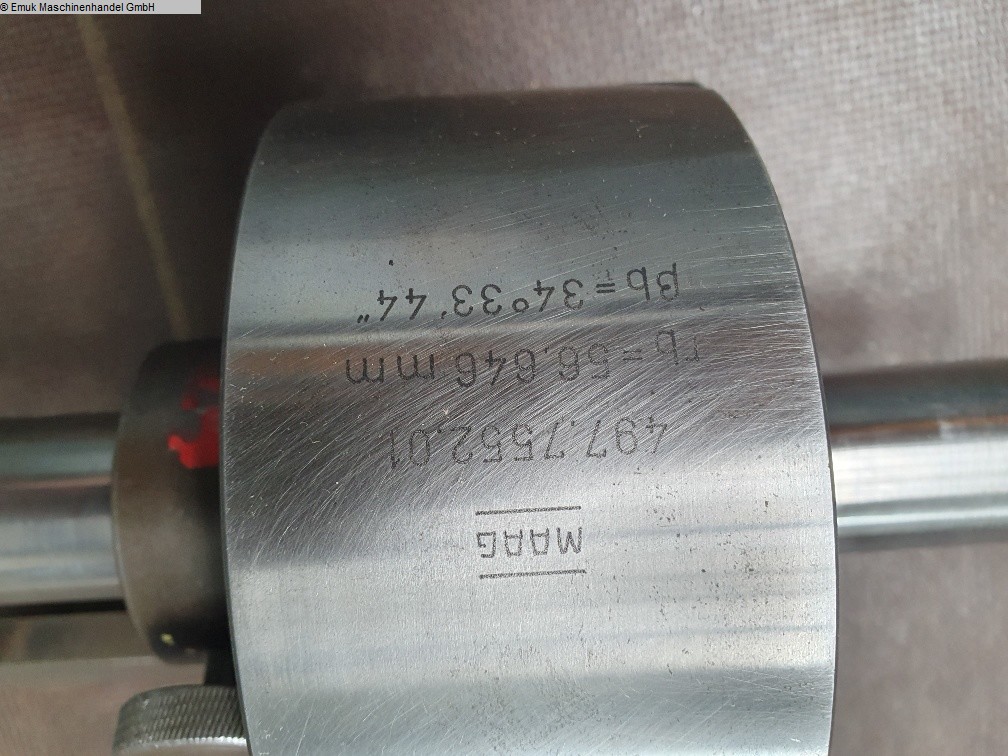 ® Emuk Maschinenhandel GmbH
MAAG
497.7552.01
rb = 56,646 mm
βb = 34° 33' 44"